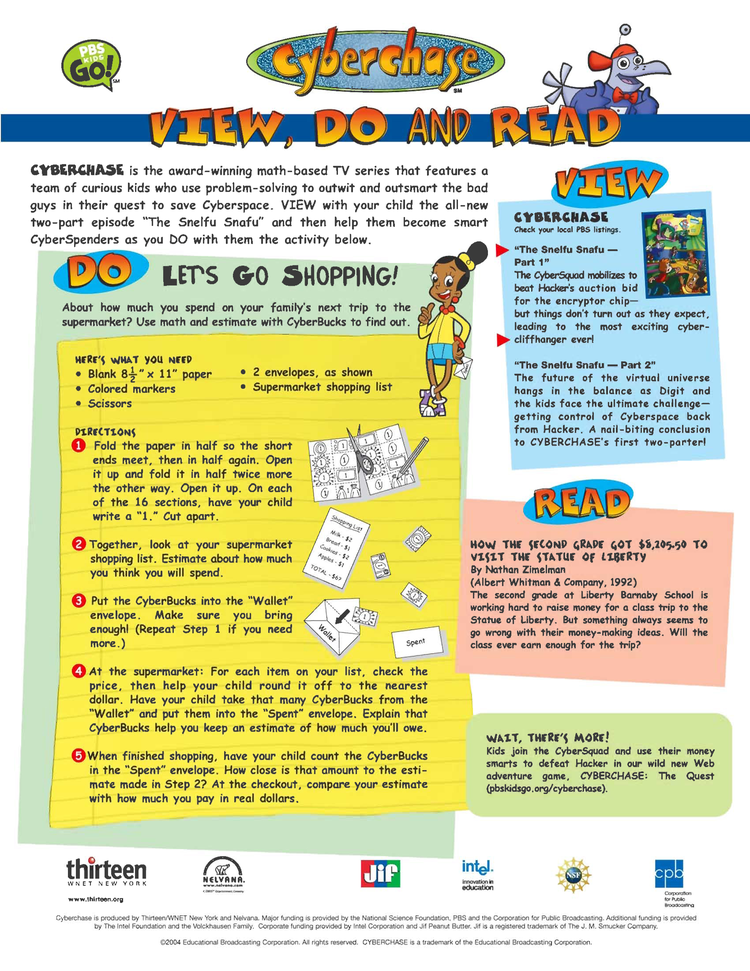 PBS
KIDS
GO!
SM
Cyberchase
SM
VIEW, DO AND READ
CYBERCHASE is the award-winning math-based TV series that features a
team of curious kids who use problem-solving to outwit and outsmart the bad
guys in their quest to save Cyberspace. VIEW with your child the all-new
two-part episode “The Snelfu Snafu” and then help them become smart
CyberSpenders as you DO with them the activity below.
DO LET'S GO SHOPPING!
About how much you spend on your family's next trip to the
supermarket? Use math and estimate with CyberBucks to find out.
HERE'S WHAT YOU NEED
• Blank 8½” x 11” paper
• Colored markers
• Scissors
• 2 envelopes, as shown
• Supermarket shopping list
DIRECTIONS
1 Fold the paper in half so the short
ends meet, then in half again. Open
it up and fold it in half twice more
the other way. Open it up. On each
of the 16 sections, have your child
write a “1.” Cut apart.
2 Together, look at your supermarket
shopping list. Estimate about how much
you think you will spend.
3 Put the CyberBucks into the “Wallet”
envelope. Make sure you bring
enough! (Repeat Step 1 if you need
more.)
Shopping List
Milk - $2
Bread - $1
Cookies - $2
Apples - $1
TOTAL - $6?
Wallet
Spent
4 At the supermarket: For each item on your list, check the
price, then help your child round it off to the nearest
dollar. Have your child take that many CyberBucks from the
“Wallet” and put them into the “Spent” envelope. Explain that
CyberBucks help you keep an estimate of how much you'll owe.
5 When finished shopping, have your child count the CyberBucks
in the “Spent” envelope. How close is that amount to the esti-
mate made in Step 2? At the checkout, compare your estimate
with how much you pay in real dollars.
VIEW
CYBERCHASE
Check your local PBS listings.
“The Snelfu Snafu —
Part 1”
The CyberSquad mobilizes to
beat Hacker's auction bid
for the encryptor chip—
but things don't turn out as they expect,
leading to the most exciting cyber-
cliffhanger ever!
“The Snelfu Snafu — Part 2”
The future of the virtual universe
hangs in the balance as Digit and
the kids face the ultimate challenge—
getting control of Cyberspace back
from Hacker. A nail-biting conclusion
to CYBERCHASE's first two-parter!
READ
HOW THE SECOND GRADE GOT $8,205.50 TO
VISIT THE STATUE OF LIBERTY
By Nathan Zimelman
(Albert Whitman & Company, 1992)
The second grade at Liberty Barnaby School is
working hard to raise money for a class trip to the
Statue of Liberty. But something always seems to
go wrong with their money-making ideas. Will the
class ever earn enough for the trip?
WAIT, THERE'S MORE!
Kids join the CyberSquad and use their money
smarts to defeat Hacker in our wild new Web
adventure game, CYBERCHASE: The Quest
(pbskidsgo.org/cyberchase).
thirteen
WNET NEW YORK
www.thirteen.org
NELVANA.
www.nelvana.com
Jif
intel.
innovation in
education
NSF
cpb
Corporation
for Public
Broadcasting
Cyberchase is produced by Thirteen/WNET New York and Nelvana. Major funding is provided by the National Science Foundation, PBS and the Corporation for Public Broadcasting. Additional funding is provided
by The Intel Foundation and the Volckhausen Family. Corporate funding provided by Intel Corporation and Jif Peanut Butter. Jif is a registered trademark of The J. M. Smucker Company.
©2004 Educational Broadcasting Corporation. All rights reserved. CYBERCHASE is a trademark of the Educational Broadcasting Corporation.